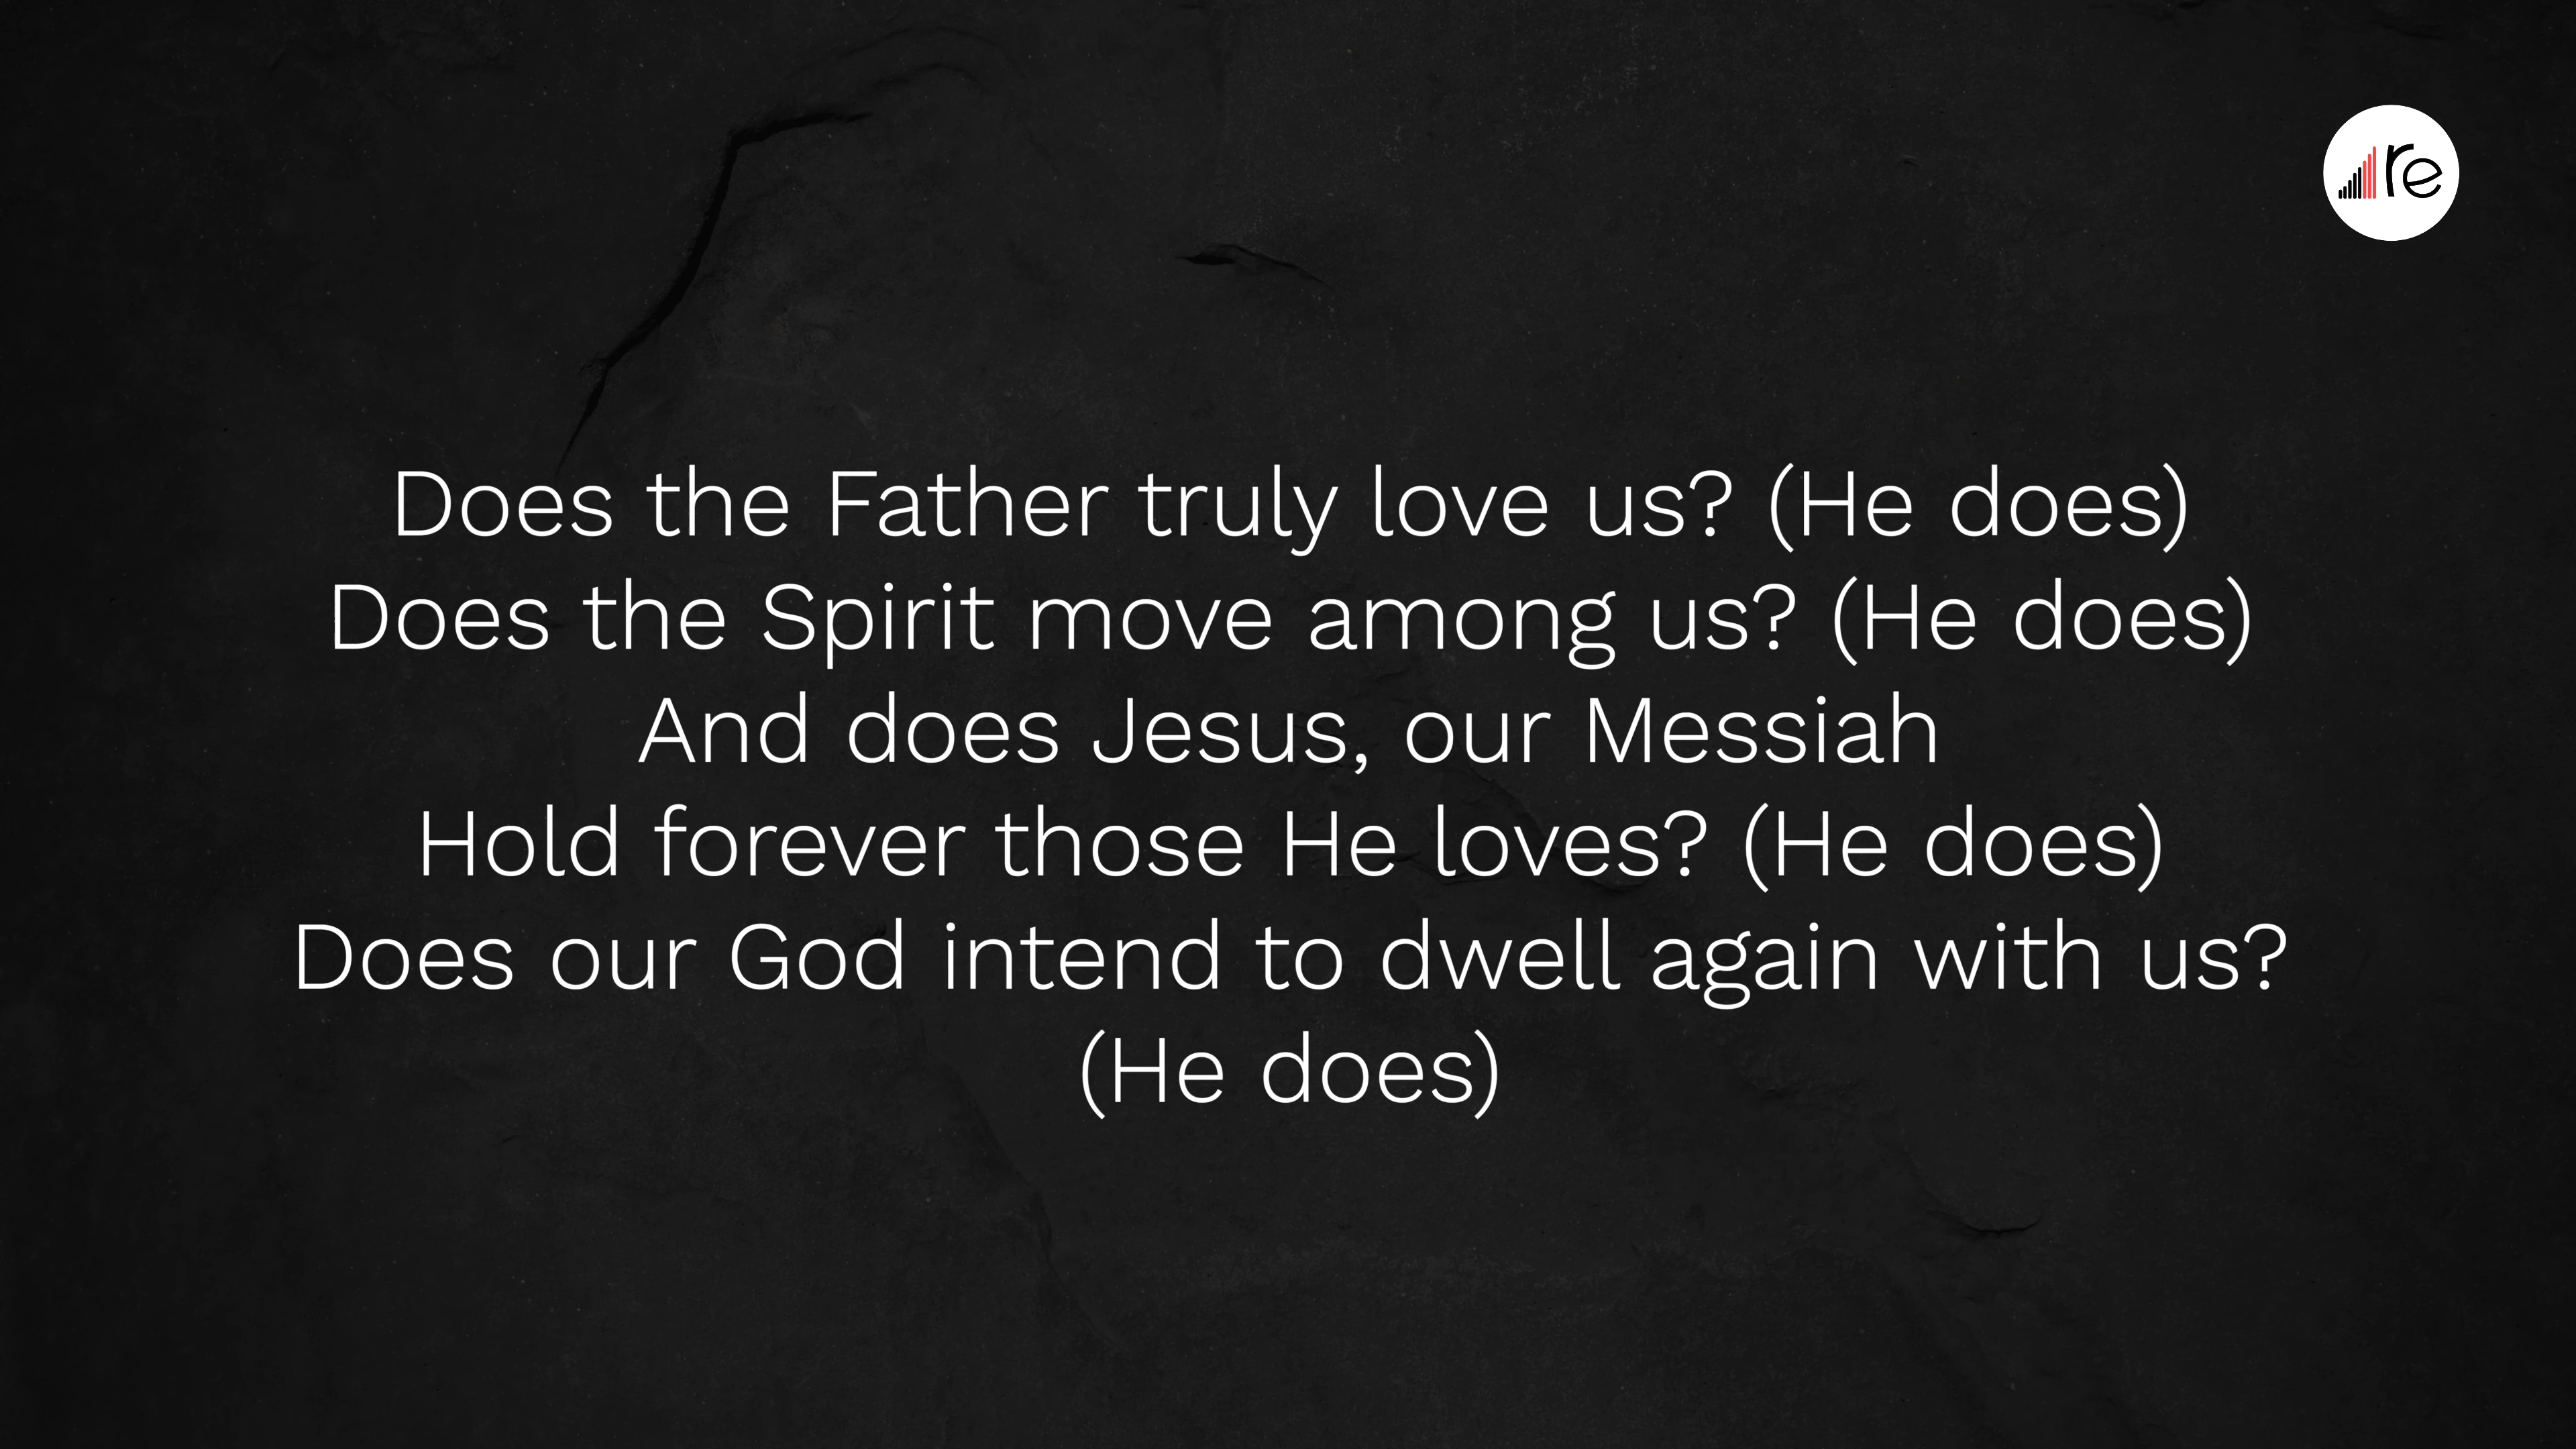 re
Does the Father truly love us? (He does)
Does the Spirit move among us? (He does)
And does Jesus, our Messiah
Hold forever those He loves? (He does)
Does our God intend to dwell again with us?
(He does)